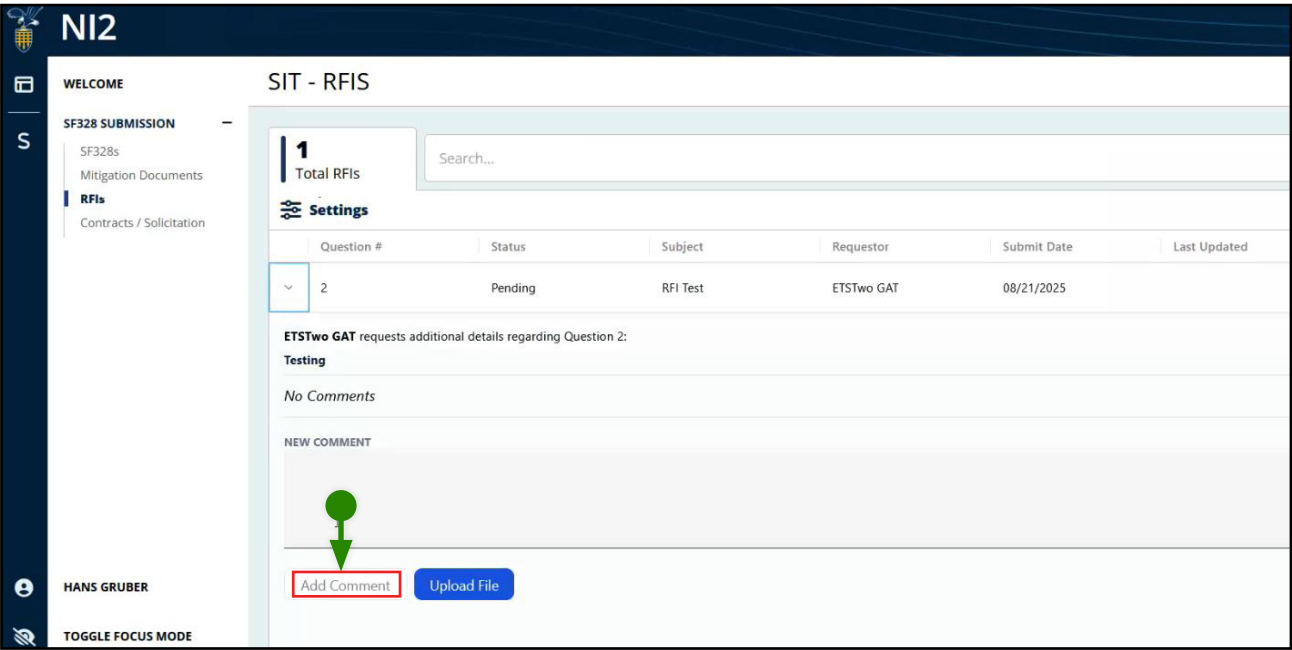 NI2
WELCOME
SF328 SUBMISSION
S
SF328s
Mitigation Documents
RFIs
Contracts / Solicitation
HANS GRUBER
TOGGLE FOCUS MODE
SIT - RFIS
1
Total RFIs
Search...
Settings
Question # Status Subject Requestor Submit Date Last Updated
2 Pending RFI Test ETSTwo GAT 08/21/2025
ETSTwo GAT requests additional details regarding Question 2:
Testing
No Comments
NEW COMMENT
Add Comment Upload File